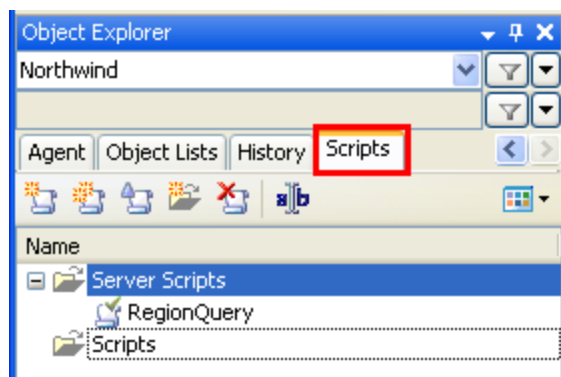 Object Explorer
Northwind
Agent Object Lists History Scripts
a b
Name
Server Scripts
RegionQuery
Scripts